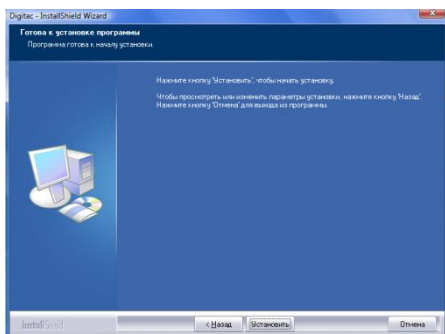 Digitac - InstallShield Wizard
Готова к установке программы
Программа готова к началу установки.
Нажмите кнопку 'Установить', чтобы начать установку.
Чтобы просмотреть или изменить параметры установки, нажмите кнопку 'Назад'.
Нажмите кнопку 'Отмена' для выхода из программы.
InstallShield
< Назад Установить Отмена